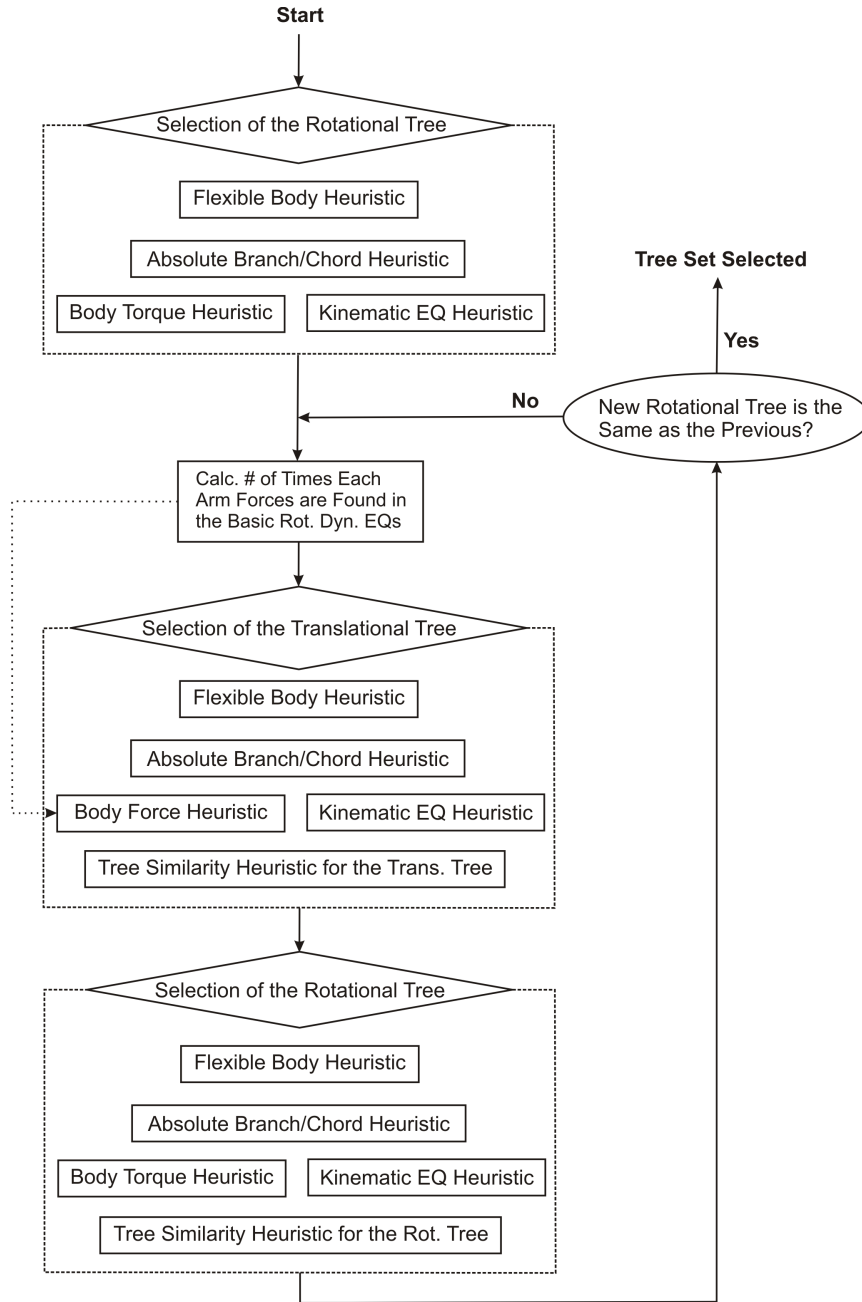 Start
Selection of the Rotational Tree
Flexible Body Heuristic
Absolute Branch/Chord Heuristic
Body Torque Heuristic
Kinematic EQ Heuristic
Tree Set Selected
Yes
New Rotational Tree is the
Same as the Previous?
No
Calc. # of Times Each
Arm Forces are Found in
the Basic Rot. Dyn. EQs
Selection of the Translational Tree
Flexible Body Heuristic
Absolute Branch/Chord Heuristic
Body Force Heuristic
Kinematic EQ Heuristic
Tree Similarity Heuristic for the Trans. Tree
Selection of the Rotational Tree
Flexible Body Heuristic
Absolute Branch/Chord Heuristic
Body Torque Heuristic
Kinematic EQ Heuristic
Tree Similarity Heuristic for the Rot. Tree